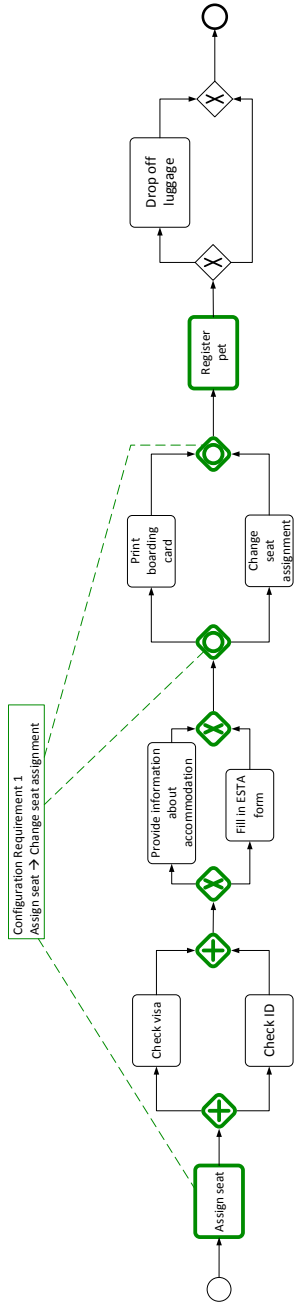 Configuration Requirement 1
Assign seat → Change seat assignment
Assign seat
Check visa
Check ID
Provide information
about
accommodation
Fill in ESTA
form
Print
boarding
card
Change
seat
assignment
Register
pet
Drop off
luggage